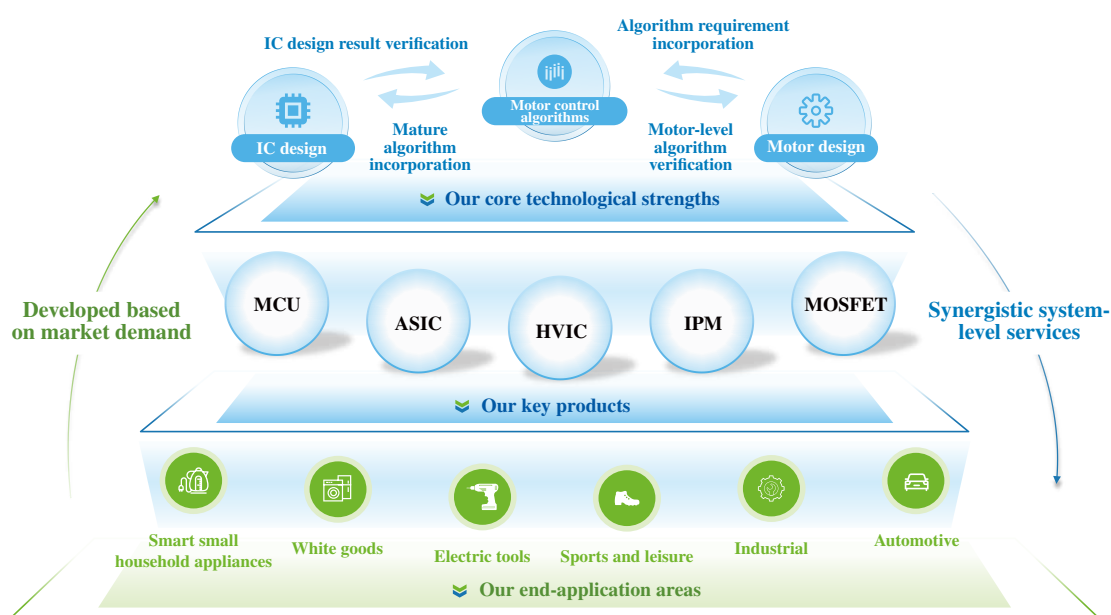 IC design result verification
Algorithm requirement
incorporation
Motor control
algorithms
IC design
Motor design
Mature
algorithm
incorporation
Motor-level
algorithm
verification
Our core technological strengths
MCU
ASIC
HVIC
IPM
MOSFET
Developed based
on market demand
Synergistic system-
level services
Our key products
Smart small
household appliances
White goods
Electric tools
Sports and leisure
Industrial
Automotive
Our end-application areas